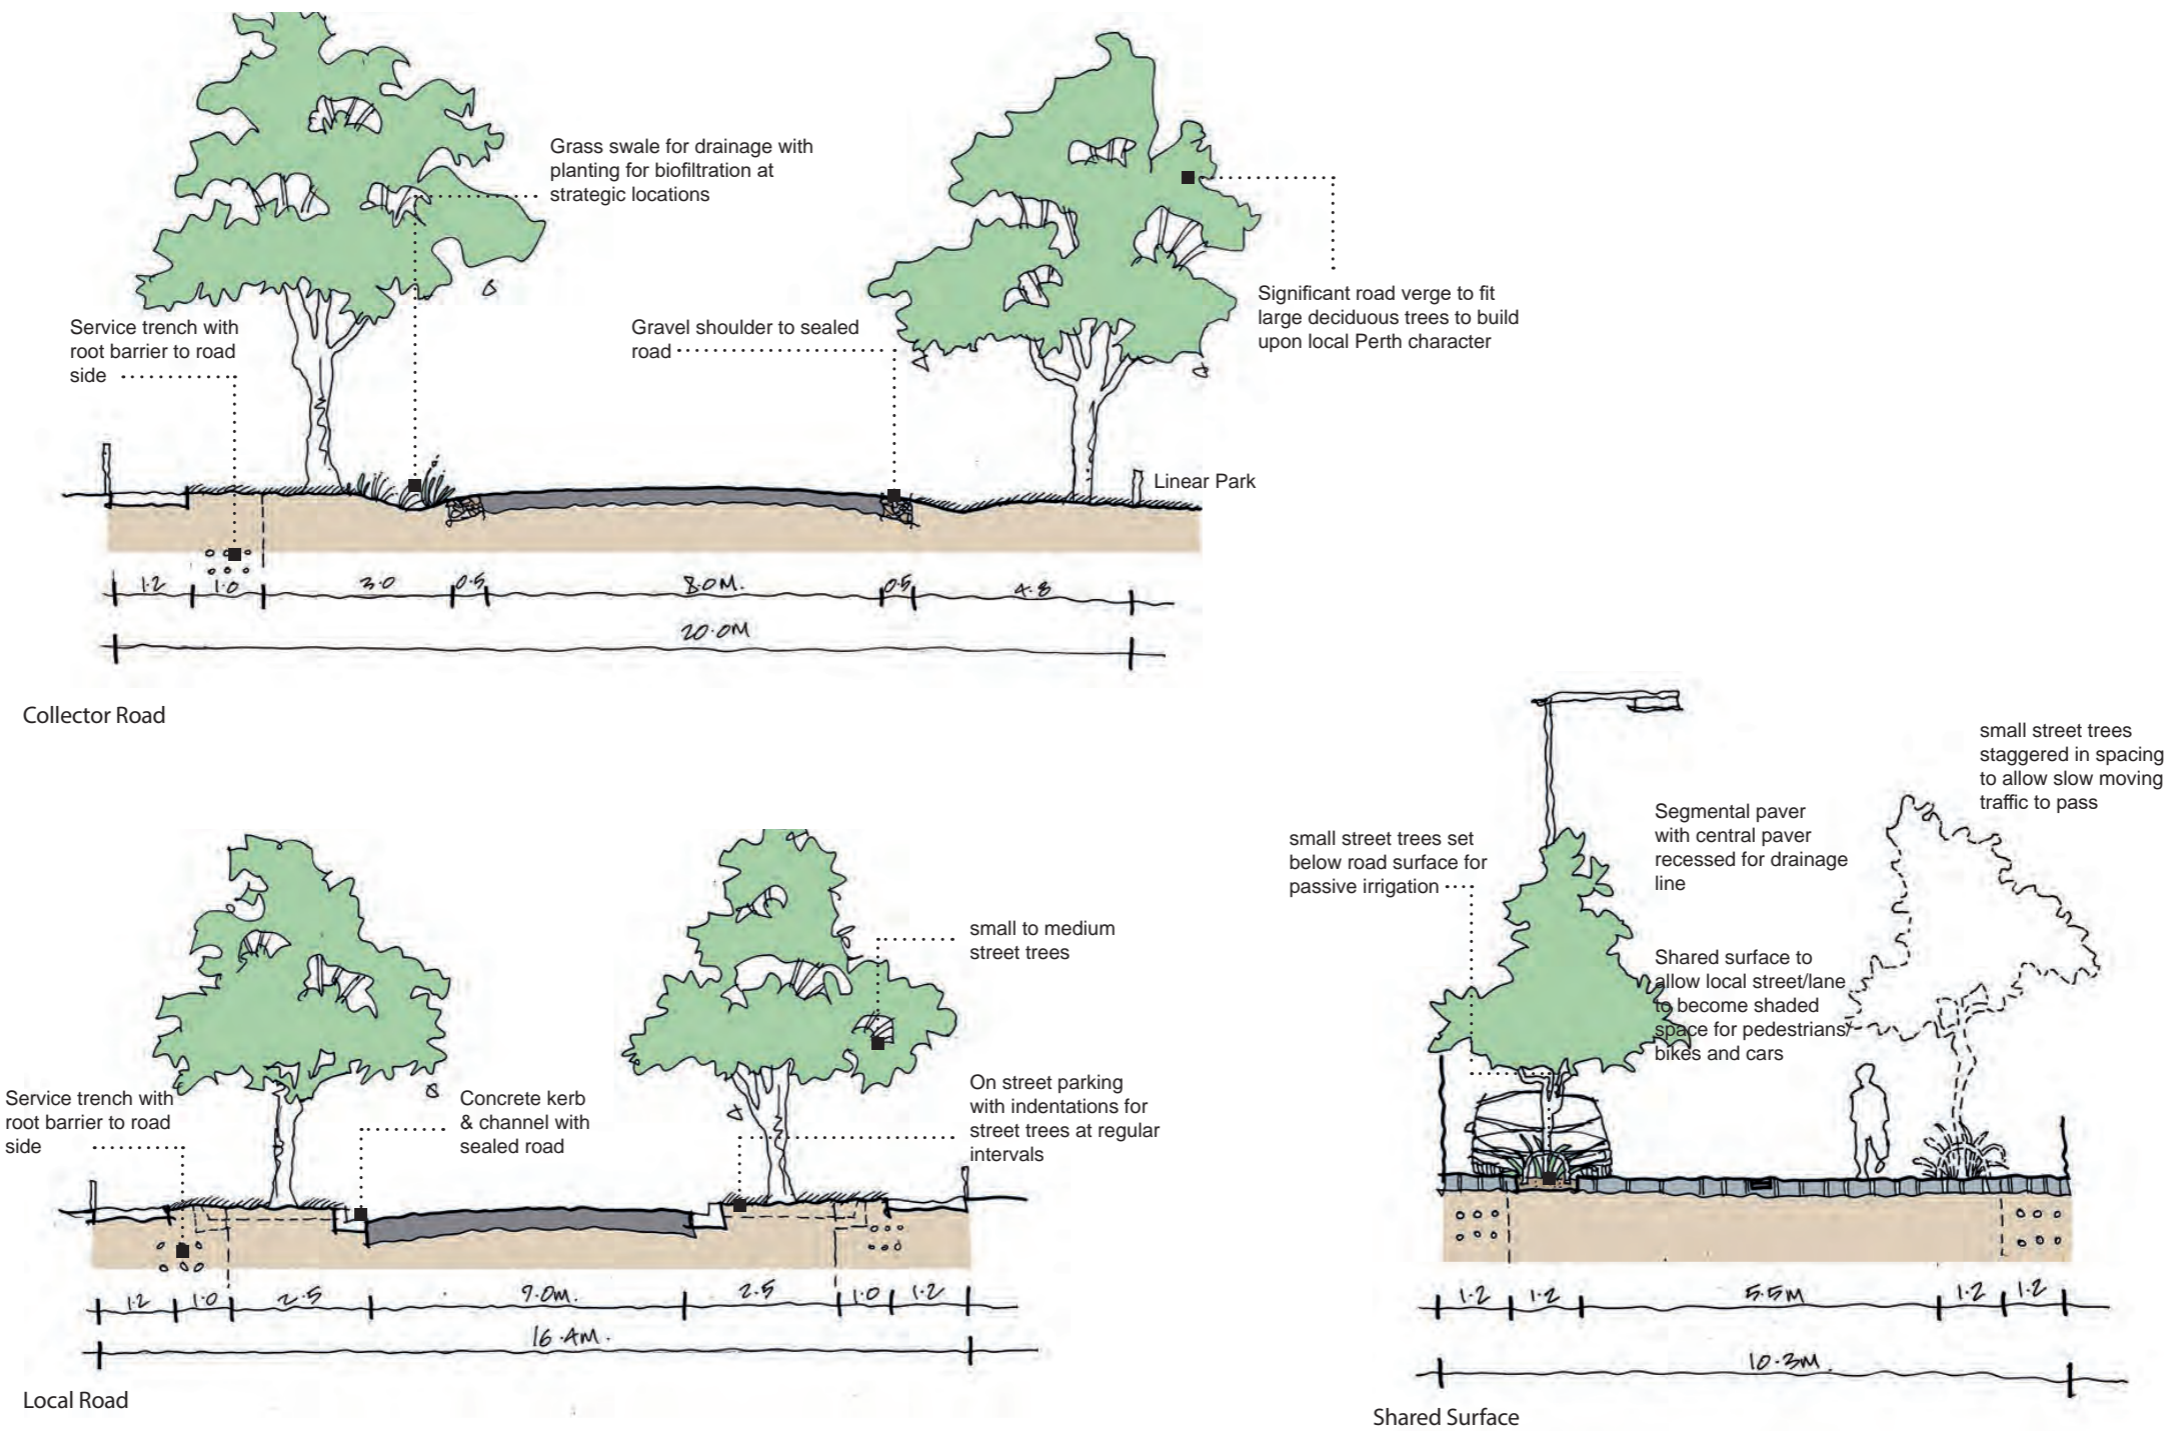 Grass swale for drainage with
planting for biofiltration at
strategic locations
Service trench with
root barrier to road
side
Gravel shoulder to sealed
road
Significant road verge to fit
large deciduous trees to build
upon local Perth character
Linear Park
1.2 1.0 3.0 0.5 8.0M. 0.5 4.8
20.0M
Collector Road
small to medium
street trees
Service trench with
root barrier to road
side
Concrete kerb
& channel with
sealed road
On street parking
with indentations for
street trees at regular
intervals
1.2 1.0 2.5 9.0m. 2.5 1.0 1.2
16.4M.
Local Road
small street trees
staggered in spacing
to allow slow moving
traffic to pass
Segmental paver
with central paver
recessed for drainage
line
small street trees set
below road surface for
passive irrigation
Shared surface to
allow local street/lane
to become shaded
space for pedestrians/
bikes and cars
1.2 1.2 5.5M 1.2 1.2
10.3M.
Shared Surface